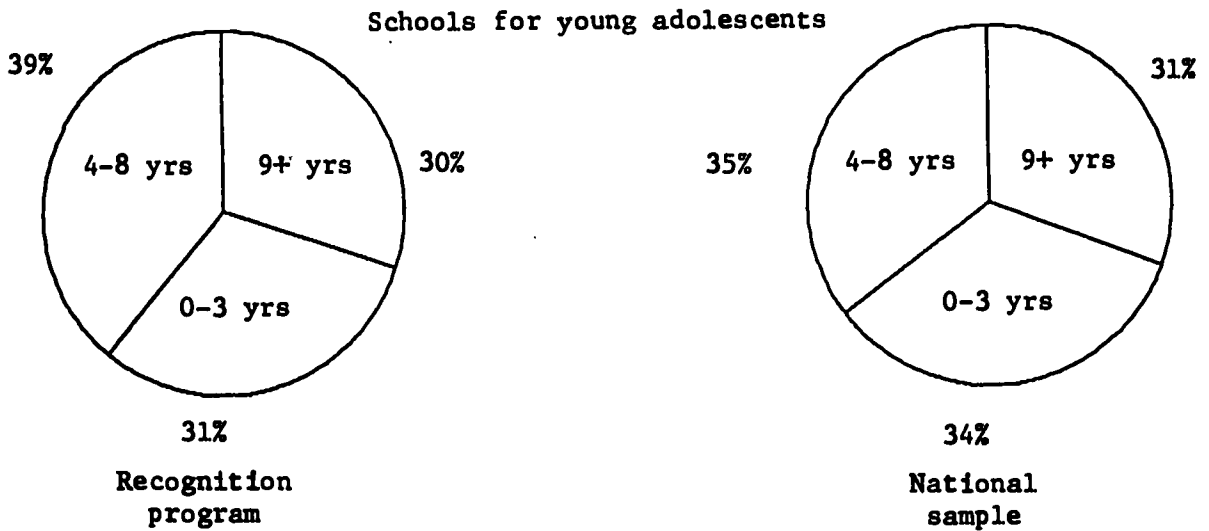 Schools for young adolescents
39%
4-8 yrs
9+ yrs
30%
0-3 yrs
31%
Recognition
program
31%
35%
4-8 yrs
9+ yrs
0-3 yrs
34%
National
sample